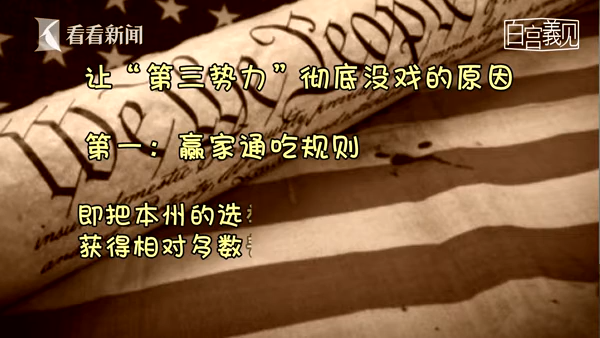 看看新闻
白宫義见
让“第三势力”彻底没戏的原因
We the People
第一：赢家通吃规则
即把本州的选
获得相对多数